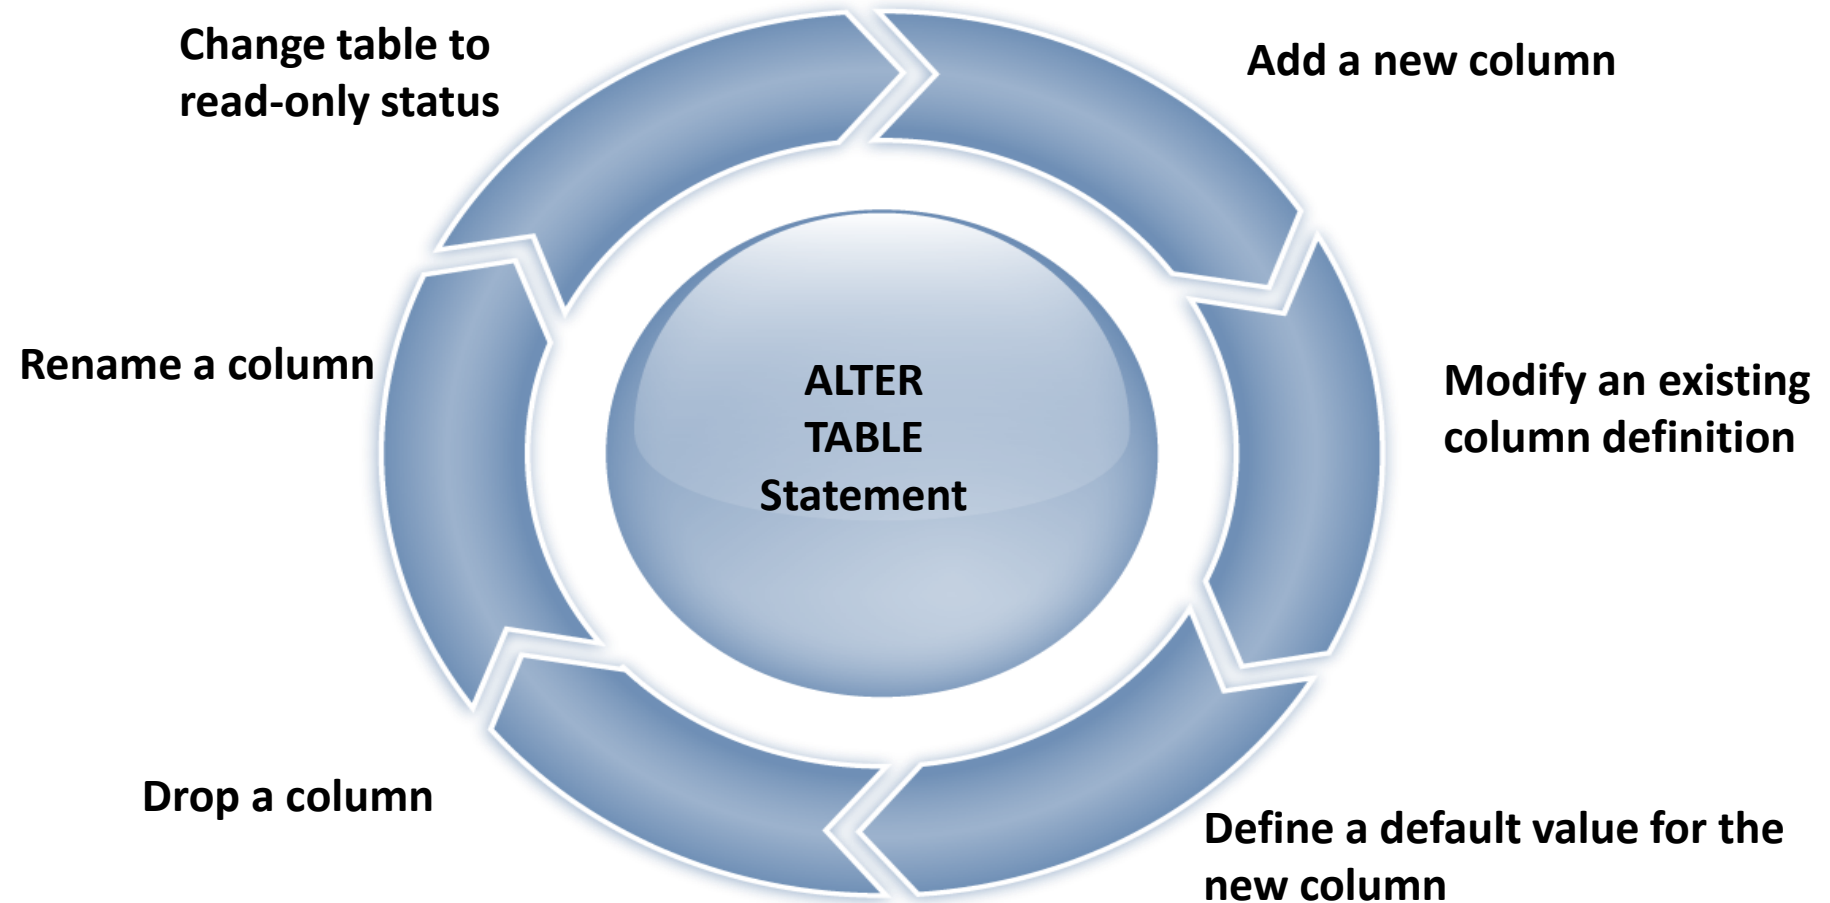 Change table to
read-only status
Add a new column
Rename a column
ALTER
TABLE
Statement
Modify an existing
column definition
Drop a column
Define a default value for the
new column